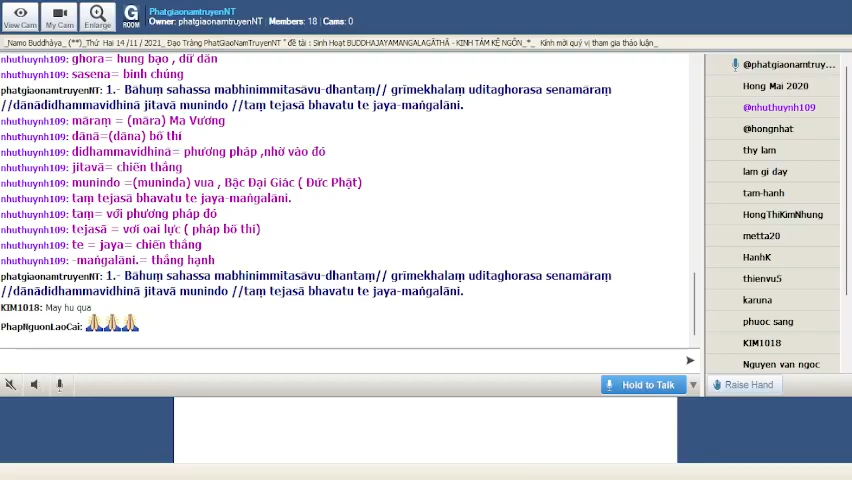 PhatgiaonamtruyenNT
Owner: phatgiaonamtruyenNT | Members: 18 | Cams: 0
View Cam
My Cam
Enlarge
G
ROOM
_Namo Buddhàya_ (**)_Thứ Hai 14 /11 / 2021_ Đạo Tràng PhatGiaoNamTruyenNT " đề tài : Sinh Hoạt BUDDHAJAYAMANGALAGĀTHĀ - KINH TÁM KỆ NGÔN_*_ Kính mời quý vị tham gia thảo luận_
nhuthuynh109: ghora= hung bạo , dữ dằn
nhuthuynh109: sasena= binh chúng
phatgiaonamtruyenNT: 1.- Bāhuṃ sahassa mabhinimmitasāvu-dhantaṃ// grīmekhalaṃ uditaghorasa senamāraṃ
//dānādidhammavidhinā jitavā munindo //taṃ tejasā bhavatu te jaya-maṅgalāni.
nhuthuynh109: māraṃ = (māra) Ma Vương
nhuthuynh109: dānā=(dāna) bố thí
nhuthuynh109: didhammavidhinā= phương pháp ,nhờ vào đó
nhuthuynh109: jitavā= chiến thắng
nhuthuynh109: munindo =(muninda) vua , Bậc Đại Giác ( Đức Phật)
nhuthuynh109: taṃ tejasā bhavatu te jaya-maṅgalāni.
nhuthuynh109: taṃ= với phương pháp đó
nhuthuynh109: tejasā = với oai lực ( pháp bố thí)
nhuthuynh109: te = jaya= chiến thắng
nhuthuynh109: -maṅgalāni.= thắng hạnh
phatgiaonamtruyenNT: 1.- Bāhuṃ sahassa mabhinimmitasāvu-dhantaṃ// grīmekhalaṃ uditaghorasa senamāraṃ
//dānādidhammavidhinā jitavā munindo //taṃ tejasā bhavatu te jaya-maṅgalāni.
KIM1018: May hu qua
PhapNguonLaoCai:
Hold to Talk
@phatgiaonamtruy...
Hong Mai 2020
@nhuthuynh109
@hongnhat
thy lam
lam gi day
tam-hanh
HongThiKimNhung
metta20
HanhK
thienvu5
karuna
phuoc sang
KIM1018
Nguyen van ngoc
Raise Hand